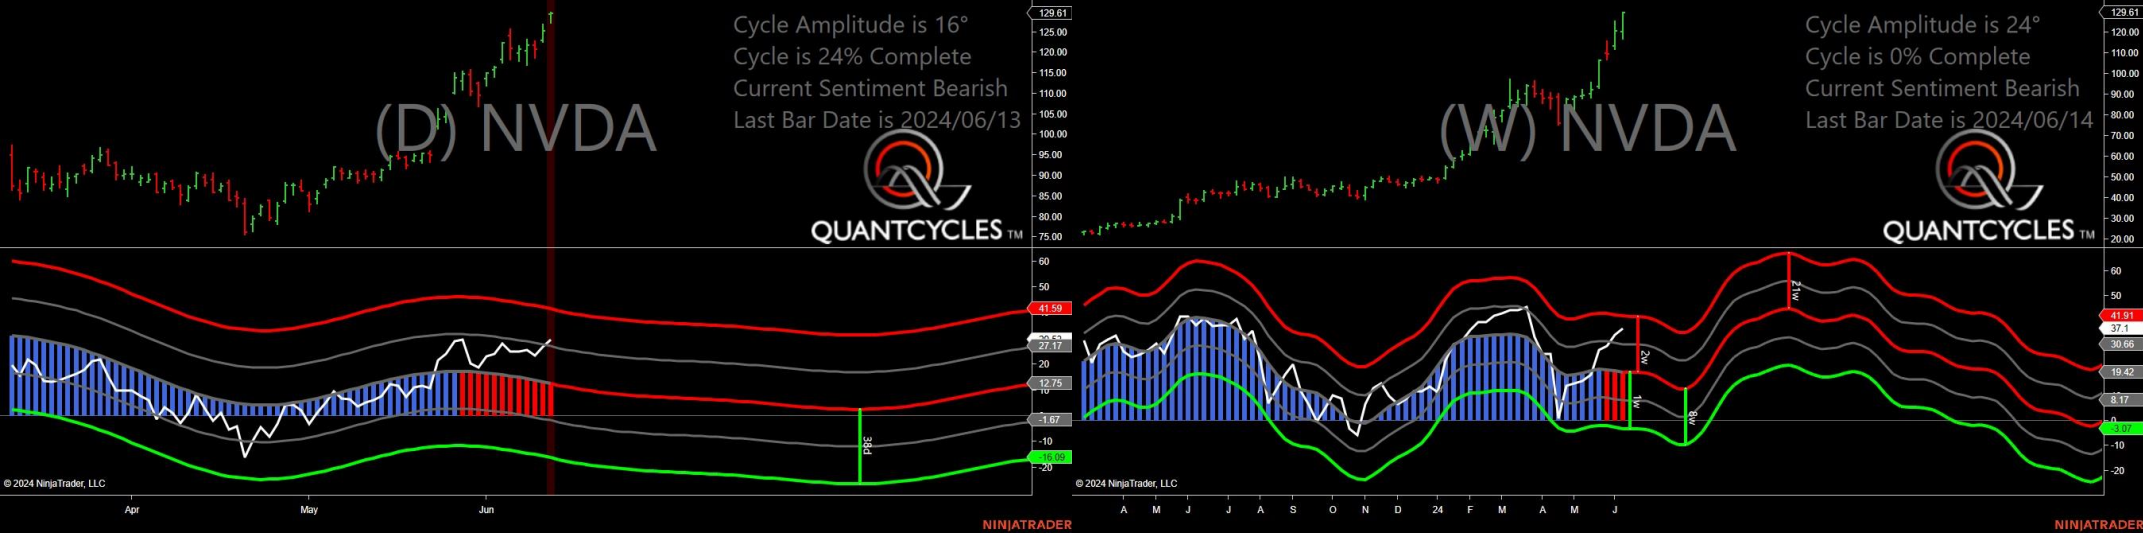 Cycle Amplitude is 16°
Cycle is 24% Complete
Current Sentiment Bearish
Last Bar Date is 2024/06/13
(D) NVDA
QUANTCYCLES TM
129.61
125.00
120.00
115.00
110.00
105.00
100.00
95.00
90.00
85.00
80.00
75.00
60
50
41.59
27.17
20
12.75
10
-1.67
-10
-16.09
-20
38d
© 2024 NinjaTrader, LLC
Apr May Jun
NINJATRADER
Cycle Amplitude is 24°
Cycle is 0% Complete
Current Sentiment Bearish
Last Bar Date is 2024/06/14
(W) NVDA
QUANTCYCLES TM
129.61
120.00
110.00
100.00
90.00
80.00
70.00
60.00
50.00
40.00
30.00
20.00
60
50
41.91
37.1
30.66
19.42
8.17
-3.07
-10
-20
2w
1w
8w
21w
© 2024 NinjaTrader, LLC
A M J J A S O N D 24 F M A M J
NINJATRADER